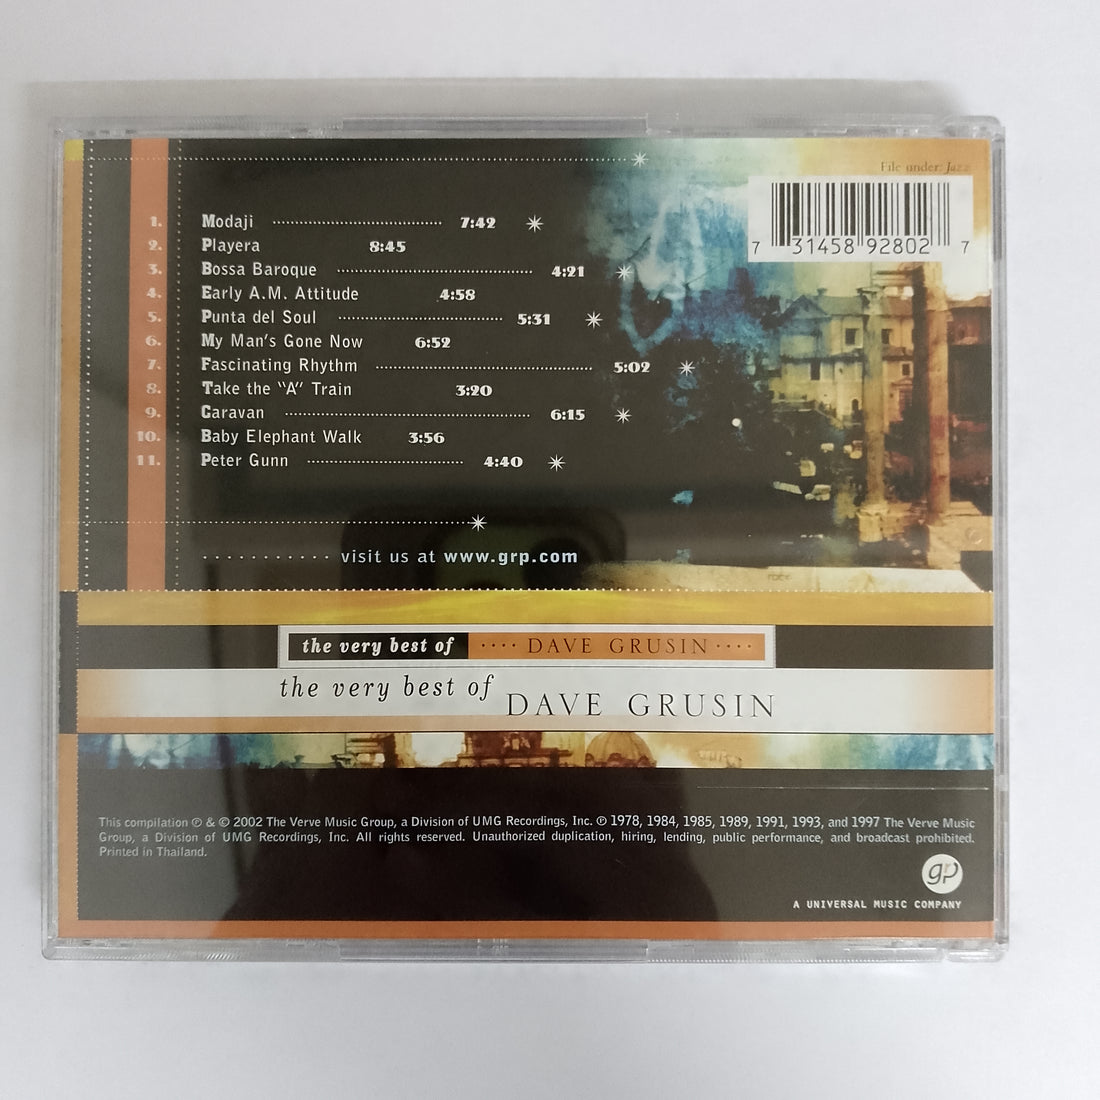 File under: Jazz
7 31458 92802 7
1. Modaji 7:42
2. Playera 8:45
3. Bossa Baroque 4:21
4. Early A.M. Attitude 4:58
5. Punta del Soul 5:31
6. My Man's Gone Now 6:52
7. Fascinating Rhythm 5:02
8. Take the "A" Train 3:20
9. Caravan 6:15
10. Baby Elephant Walk 3:56
11. Peter Gunn 4:40
visit us at www.grp.com
the very best of DAVE GRUSIN
the very best of DAVE GRUSIN
This compilation ℗ & © 2002 The Verve Music Group, a Division of UMG Recordings, Inc. ℗ 1978, 1984, 1985, 1989, 1991, 1993, and 1997 The Verve Music
Group, a Division of UMG Recordings, Inc. All rights reserved. Unauthorized duplication, hiring, lending, public performance, and broadcast prohibited.
Printed in Thailand.
grp
A UNIVERSAL MUSIC COMPANY